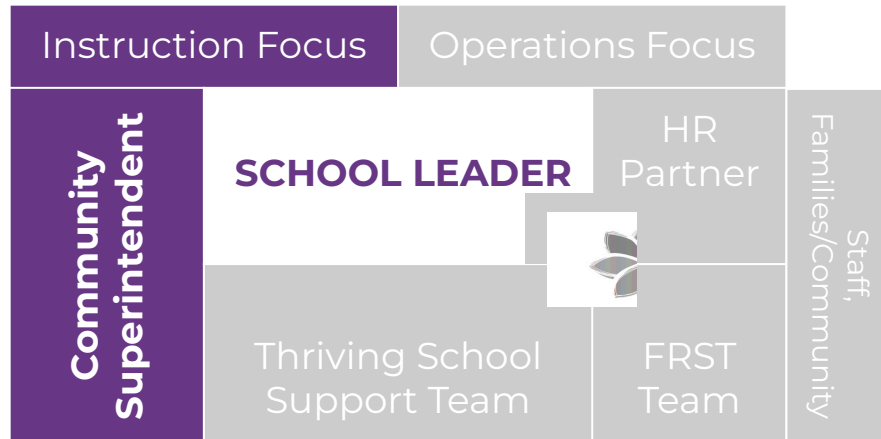 Instruction Focus
Operations Focus
Community
Superintendent
SCHOOL LEADER
HR
Partner
Staff,
Families/Community
Thriving School
Support Team
FRST
Team